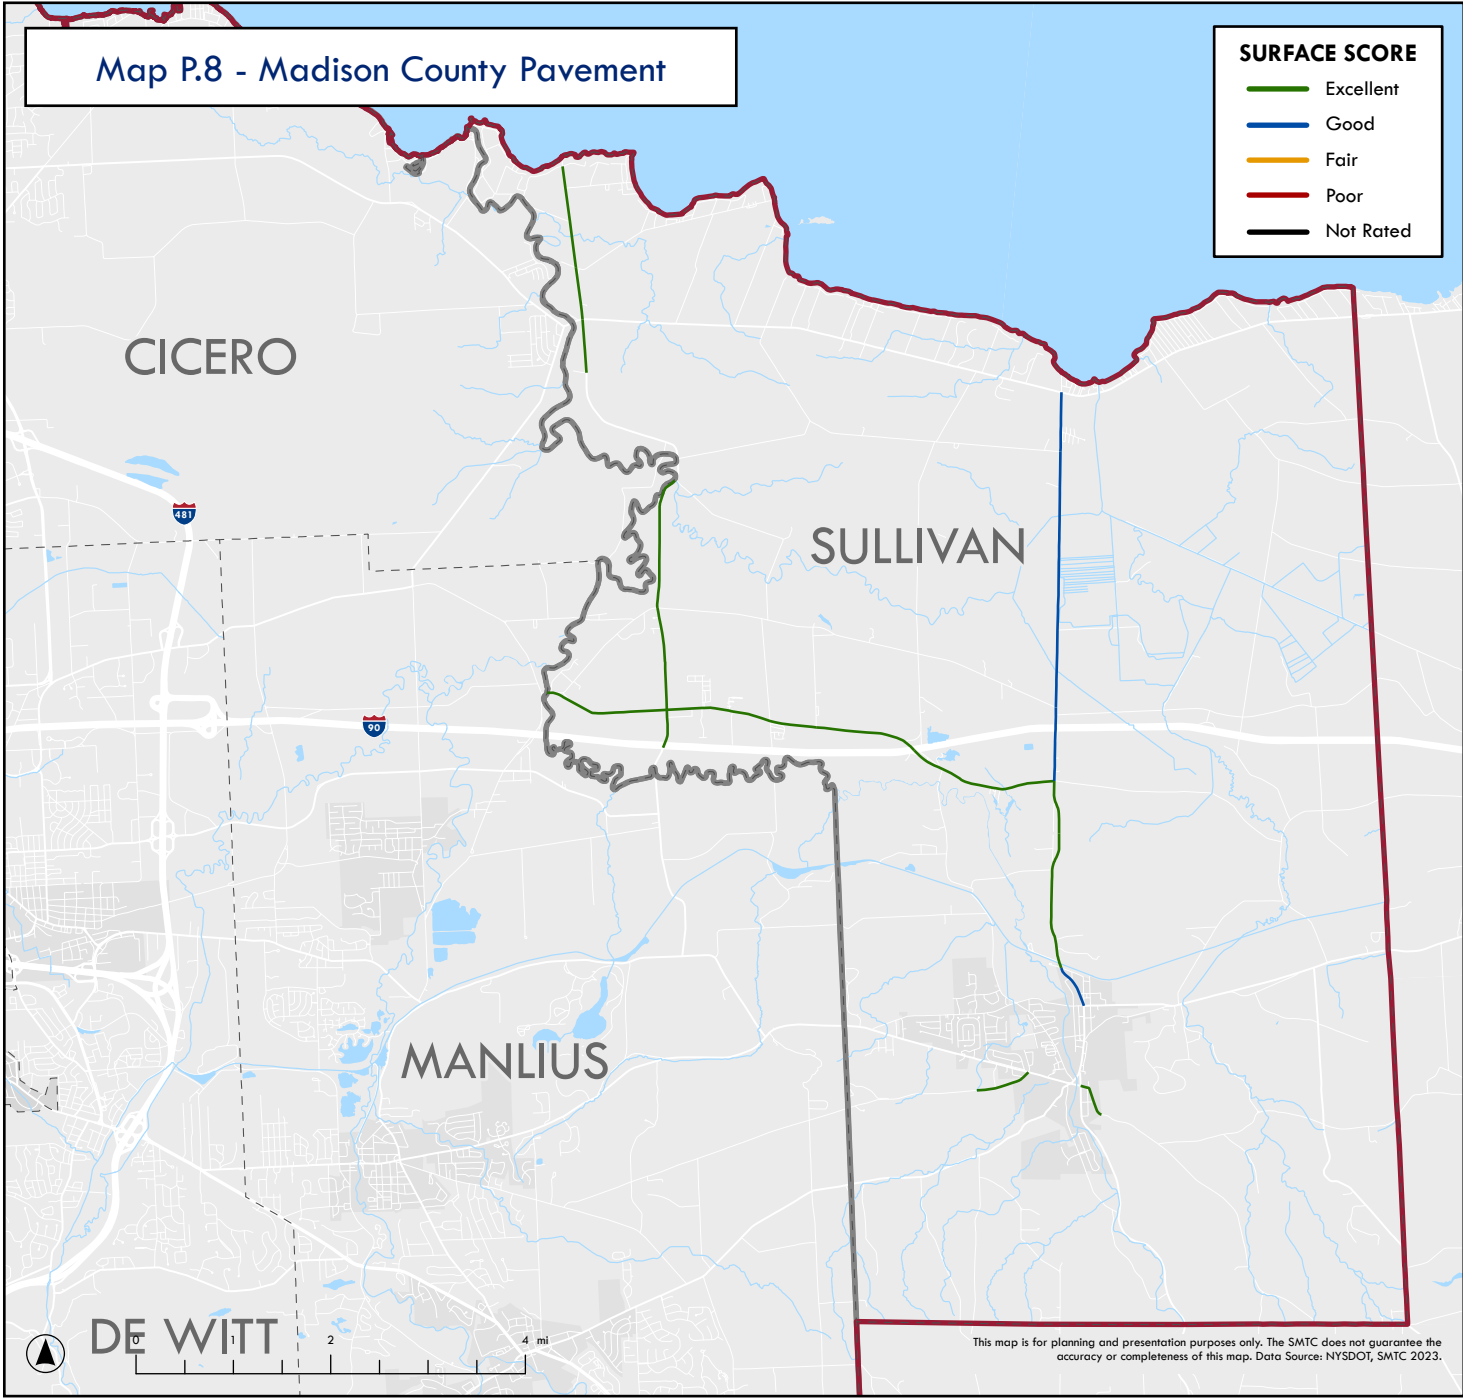 Map P.8 - Madison County Pavement
SURFACE SCORE
Excellent
Good
Fair
Poor
Not Rated
CICERO
481
SULLIVAN
90
MANLIUS
DE WITT
0 1 2 4 mi
This map is for planning and presentation purposes only. The SMTC does not guarantee the
accuracy or completeness of this map. Data Source: NYSDOT, SMTC 2023.